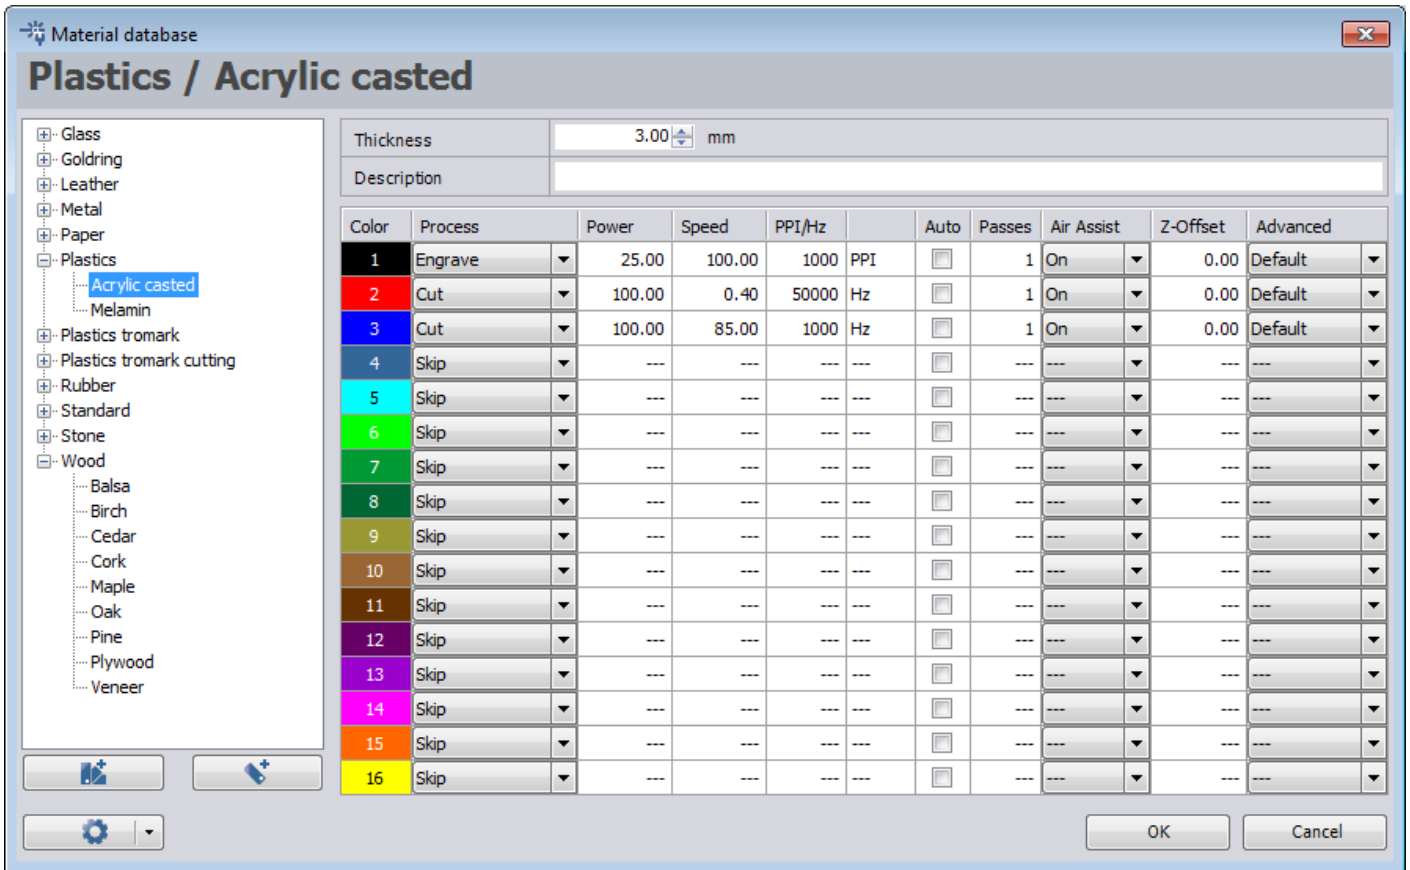 Material database
Plastics / Acrylic casted
Glass
Goldring
Leather
Metal
Paper
Plastics
Acrylic casted
Melamin
Plastics tromark
Plastics tromark cutting
Rubber
Standard
Stone
Wood
Balsa
Birch
Cedar
Cork
Maple
Oak
Pine
Plywood
Veneer
Thickness 3.00 mm
Description
Color Process Power Speed PPI/Hz Auto Passes Air Assist Z-Offset Advanced
1 Engrave 25.00 100.00 1000 PPI 1 On 0.00 Default
2 Cut 100.00 0.40 50000 Hz 1 On 0.00 Default
3 Cut 100.00 85.00 1000 Hz 1 On 0.00 Default
4 Skip --- --- --- --- --- --- --- ---
5 Skip --- --- --- --- --- --- --- ---
6 Skip --- --- --- --- --- --- --- ---
7 Skip --- --- --- --- --- --- --- ---
8 Skip --- --- --- --- --- --- --- ---
9 Skip --- --- --- --- --- --- --- ---
10 Skip --- --- --- --- --- --- --- ---
11 Skip --- --- --- --- --- --- --- ---
12 Skip --- --- --- --- --- --- --- ---
13 Skip --- --- --- --- --- --- --- ---
14 Skip --- --- --- --- --- --- --- ---
15 Skip --- --- --- --- --- --- --- ---
16 Skip --- --- --- --- --- --- --- ---
OK Cancel